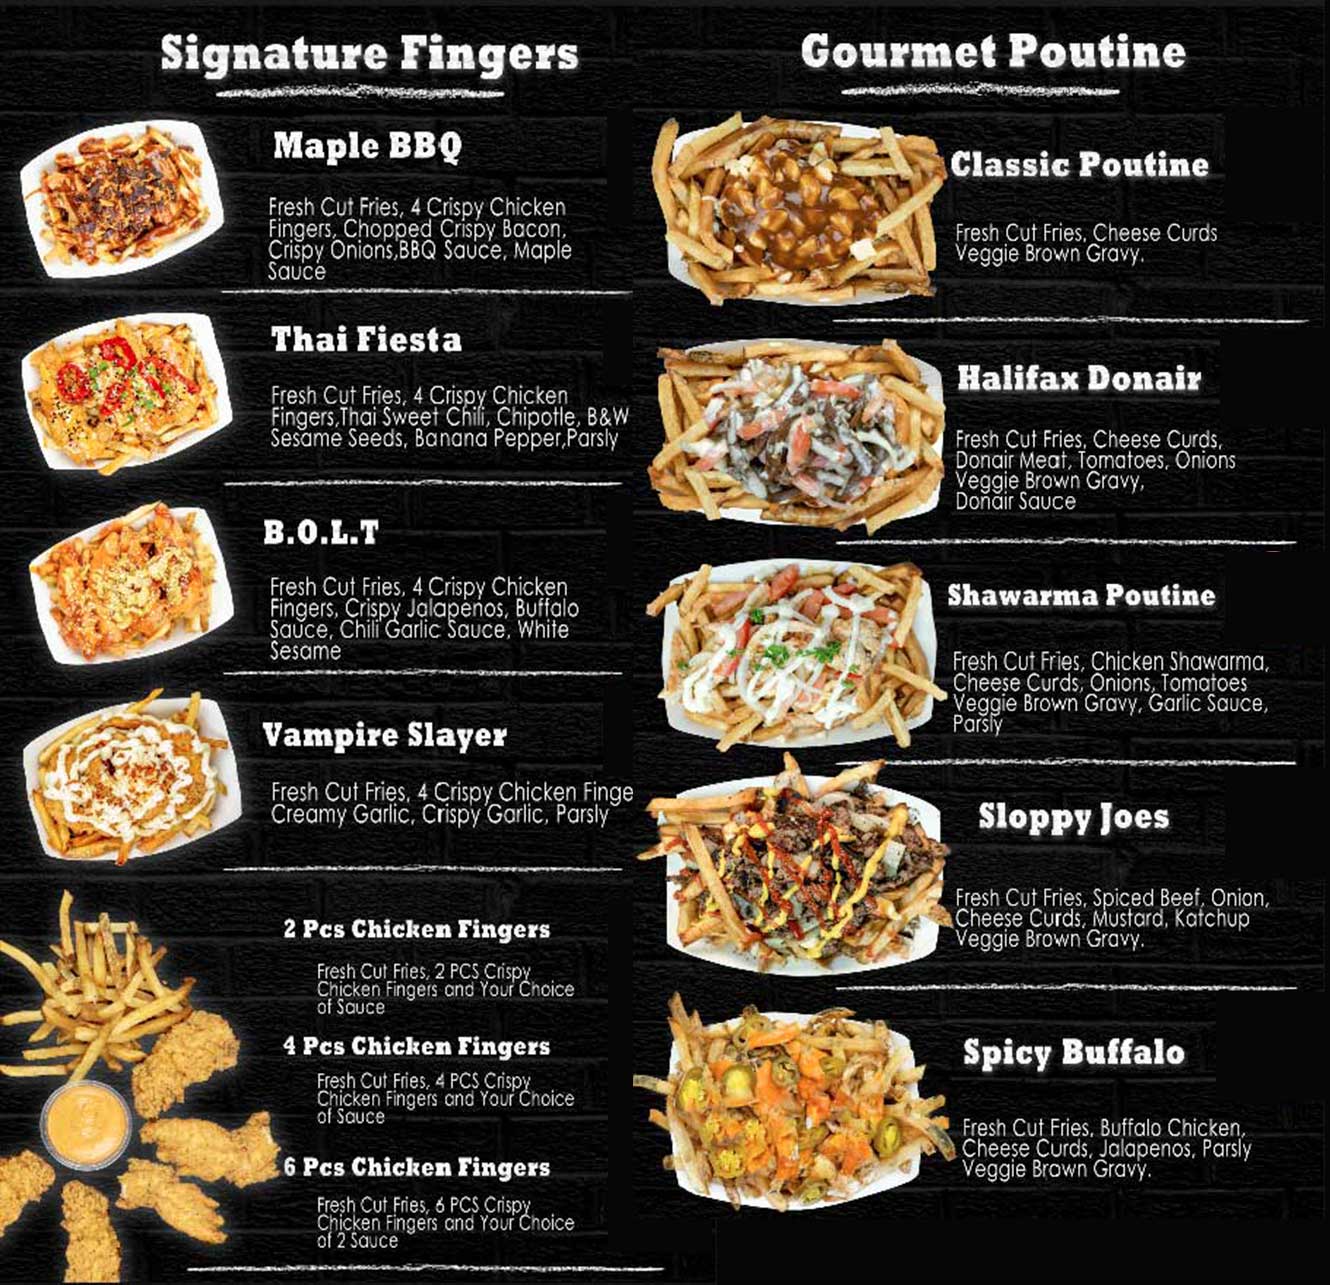 Signature Fingers
Maple BBQ
Fresh Cut Fries, 4 Crispy Chicken
Fingers, Chopped Crispy Bacon,
Crispy Onions,BBQ Sauce, Maple
Sauce
Thai Fiesta
Fresh Cut Fries, 4 Crispy Chicken
Fingers,Thai Sweet Chili, Chipotle, B&W
Sesame Seeds, Banana Pepper,Parsly
B.O.L.T
Fresh Cut Fries, 4 Crispy Chicken
Fingers, Crispy Jalapenos, Buffalo
Sauce, Chili Garlic Sauce, White
Sesame
Vampire Slayer
Fresh Cut Fries, 4 Crispy Chicken Finge
Creamy Garlic, Crispy Garlic, Parsly
2 Pcs Chicken Fingers
Fresh Cut Fries, 2 PCS Crispy
Chicken Fingers and Your Choice
of Sauce
4 Pcs Chicken Fingers
Fresh Cut Fries, 4 PCS Crispy
Chicken Fingers and Your Choice
of Sauce
6 Pcs Chicken Fingers
Fresh Cut Fries, 6 PCS Crispy
Chicken Fingers and Your Choice
of 2 Sauce
Gourmet Poutine
Classic Poutine
Fresh Cut Fries, Cheese Curds
Veggie Brown Gravy.
Halifax Donair
Fresh Cut Fries, Cheese Curds,
Donair Meat, Tomatoes, Onions
Veggie Brown Gravy,
Donair Sauce
Shawarma Poutine
Fresh Cut Fries, Chicken Shawarma,
Cheese Curds, Onions, Tomatoes
Veggie Brown Gravy, Garlic Sauce,
Parsly
Sloppy Joes
Fresh Cut Fries, Spiced Beef, Onion,
Cheese Curds, Mustard, Katchup
Veggie Brown Gravy.
Spicy Buffalo
Fresh Cut Fries, Buffalo Chicken,
Cheese Curds, Jalapenos, Parsly
Veggie Brown Gravy.